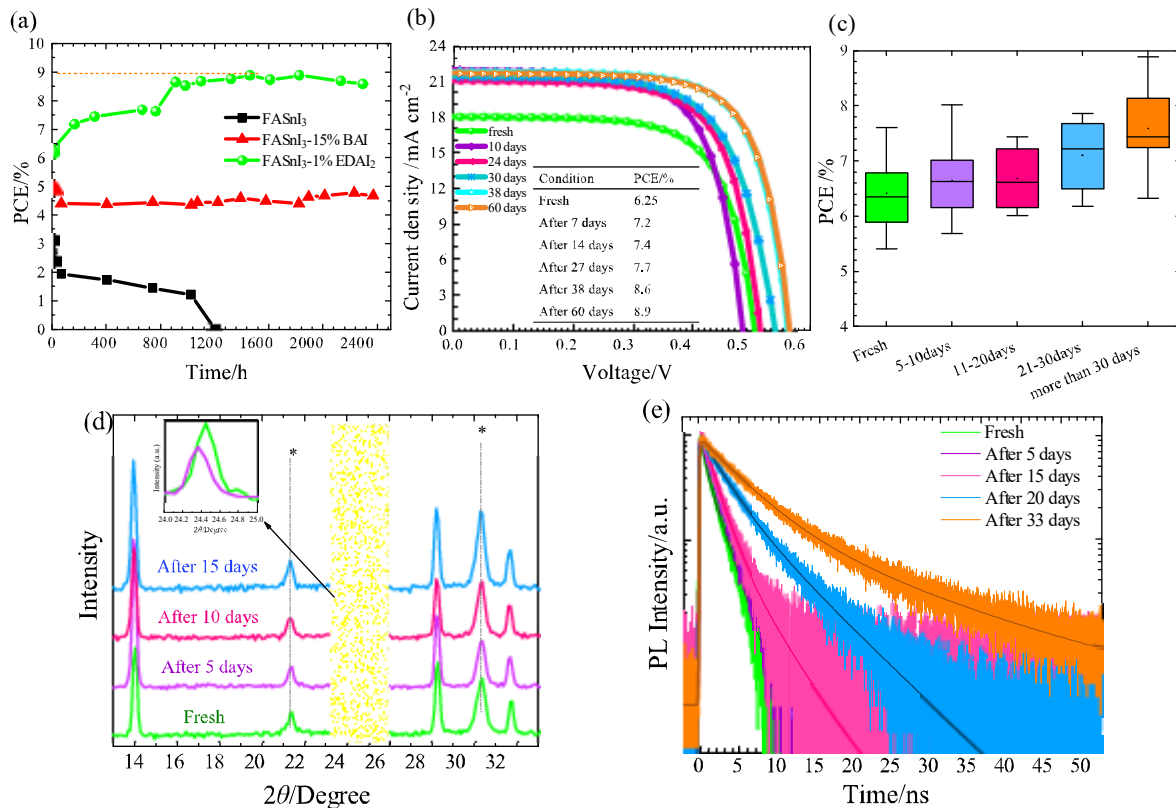 (a)
10
9
8
7
6
5
4
3
2
1
0
PCE/%
FASnI₃
FASnI₃-15% BAI
FASnI₃-1% EDAI₂
0 400 800 1200 1600 2000 2400
Time/h
(b)
24
21
18
15
12
9
6
3
0
Current den sity /mA cm⁻²
fresh
10 days
24 days
30 days
38 days
60 days
Condition PCE/%
Fresh 6.25
After 7 days 7.2
After 14 days 7.4
After 27 days 7.7
After 38 days 8.6
After 60 days 8.9
0.0 0.1 0.2 0.3 0.4 0.5 0.6
Voltage/V
(c)
9
8
7
6
5
4
PCE /%
Fresh
5-10days
11-20days
21-30days
more than 30 days
(d)
Intensity
Intensity (a.u.)
24.0 24.2 24.4 24.6 24.8 25.0
2θ/Degree
*
*
After 15 days
After 10 days
After 5 days
Fresh
14 16 18 20 22 24 26 28 30 32
2θ/Degree
(e)
PL Intensity/a.u.
Fresh
After 5 days
After 15 days
After 20 days
After 33 days
0 5 10 15 20 25 30 35 40 45 50
Time/ns